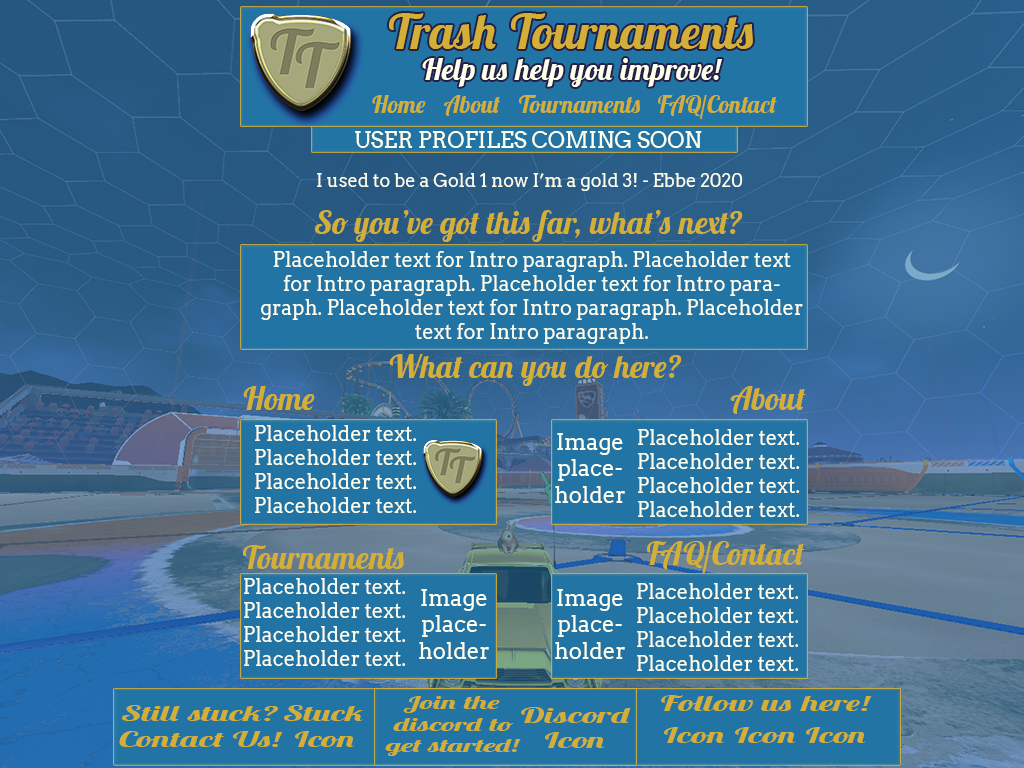 TT
Trash Tournaments
Help us help you improve!
Home About Tournaments FAQ/Contact
USER PROFILES COMING SOON
I used to be a Gold 1 now I’m a gold 3! - Ebbe 2020
So you’ve got this far, what’s next?
Placeholder text for Intro paragraph. Placeholder text
for Intro paragraph. Placeholder text for Intro para-
graph. Placeholder text for Intro paragraph. Placeholder
text for Intro paragraph.
What can you do here?
Home
Placeholder text.
Placeholder text.
Placeholder text.
Placeholder text.
TT
About
Image
place-
holder
Placeholder text.
Placeholder text.
Placeholder text.
Placeholder text.
Tournaments
Placeholder text.
Placeholder text.
Placeholder text.
Placeholder text.
Image
place-
holder
FAQ/Contact
Image
place-
holder
Placeholder text.
Placeholder text.
Placeholder text.
Placeholder text.
Still stuck?
Contact Us!
Stuck
Icon
Join the
discord to
get started!
Discord
Icon
Follow us here!
Icon Icon Icon